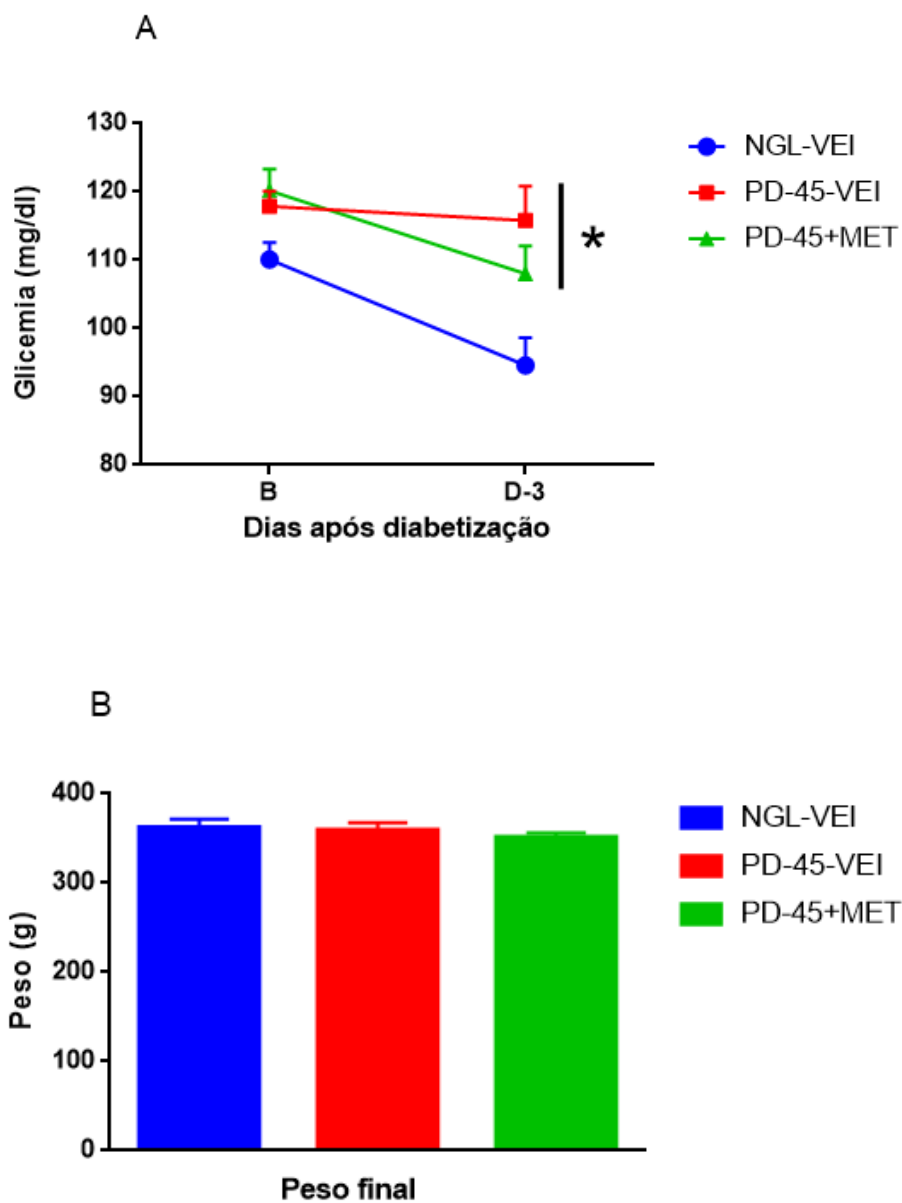 A
130
120
110
100
90
80
Glicemia (mg/dl)
B
D-3
Dias após diabetização
NGL-VEI
PD-45-VEI
PD-45+MET
*
B
400
300
200
100
0
Peso (g)
Peso final
NGL-VEI
PD-45-VEI
PD-45+MET